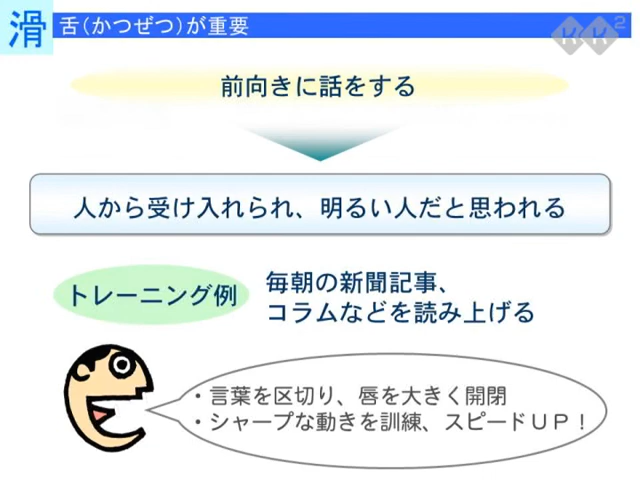 滑舌(かつぜつ)が重要
KK2
前向きに話をする
人から受け入れられ、明るい人だと思われる
トレーニング例
毎朝の新聞記事、
コラムなどを読み上げる
・言葉を区切り、唇を大きく開閉
・シャープな動きを訓練、スピードUP!